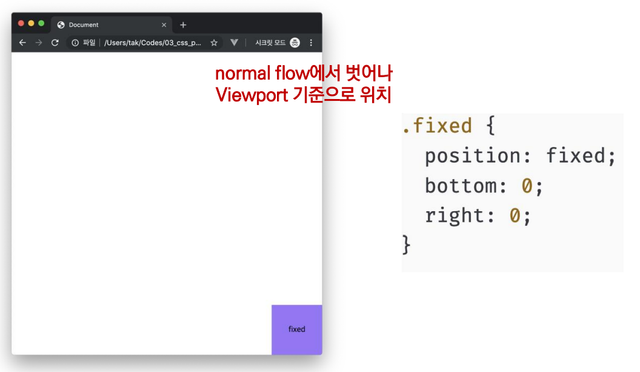 Document
파일 | /Users/tak/Codes/03_css_p...
시크릿 모드
normal flow에서 벗어나
Viewport 기준으로 위치
.fixed {
position: fixed;
bottom: 0;
right: 0;
}
fixed